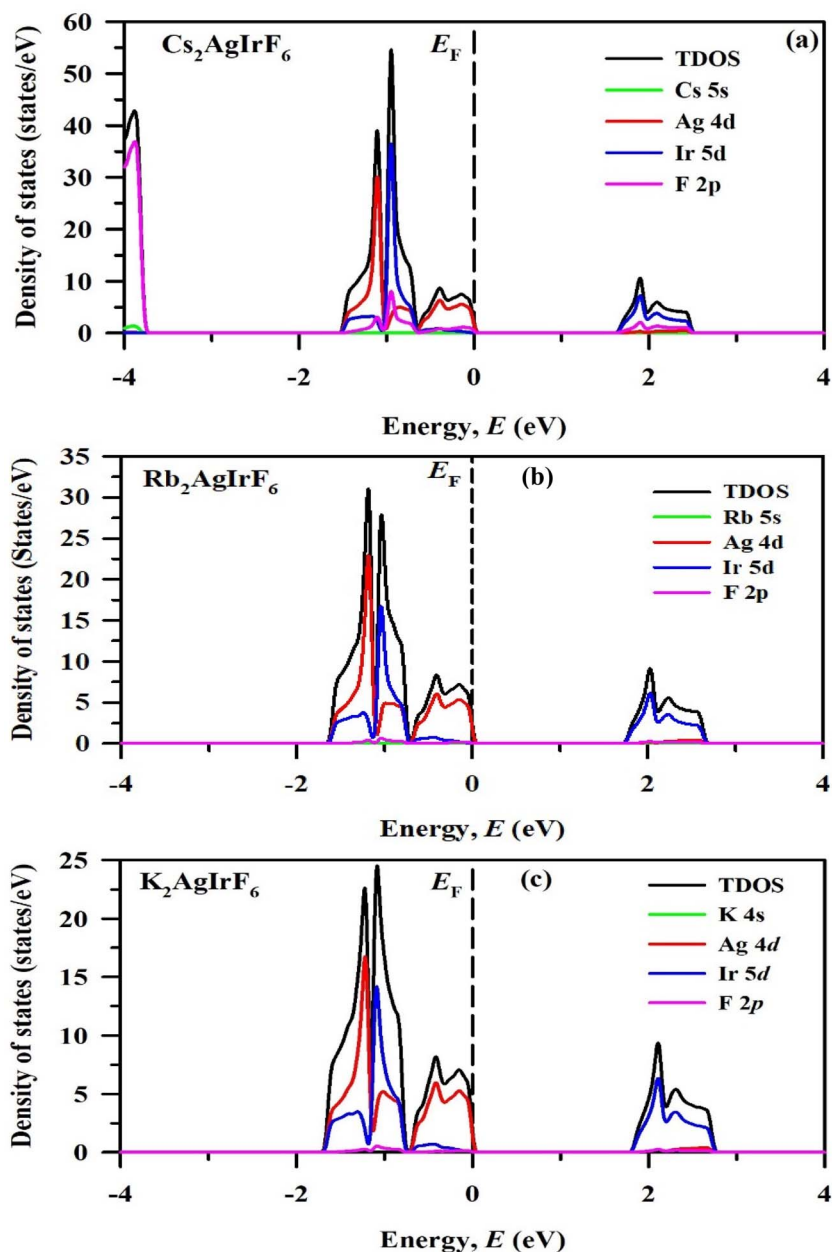 Cs₂AgIrF₆
E_F
(a)
TDOS
Cs 5s
Ag 4d
Ir 5d
F 2p
Density of states (states/eV)
60
50
40
30
20
10
0
-4
-2
0
2
4
Energy, E (eV)
Rb₂AgIrF₆
E_F
(b)
TDOS
Rb 5s
Ag 4d
Ir 5d
F 2p
Density of states (States/eV)
35
30
25
20
15
10
5
0
-4
-2
0
2
4
Energy, E (eV)
K₂AgIrF₆
E_F
(c)
TDOS
K 4s
Ag 4d
Ir 5d
F 2p
Density of states (states/eV)
25
20
15
10
5
0
-4
-2
0
2
4
Energy, E (eV)